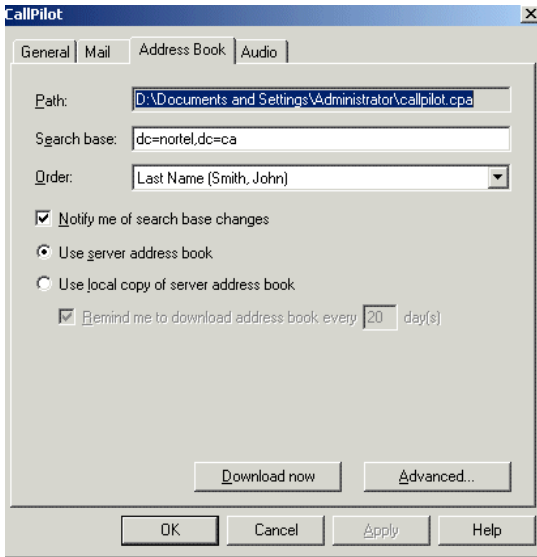 CallPilot
General Mail Address Book Audio
Path: D:\Documents and Settings\Administrator\callpilot.cpa
Search base: dc=nortel,dc=ca
Order: Last Name (Smith, John)
Notify me of search base changes
Use server address book
Use local copy of server address book
Remind me to download address book every 20 day(s)
Download now Advanced...
OK Cancel Apply Help